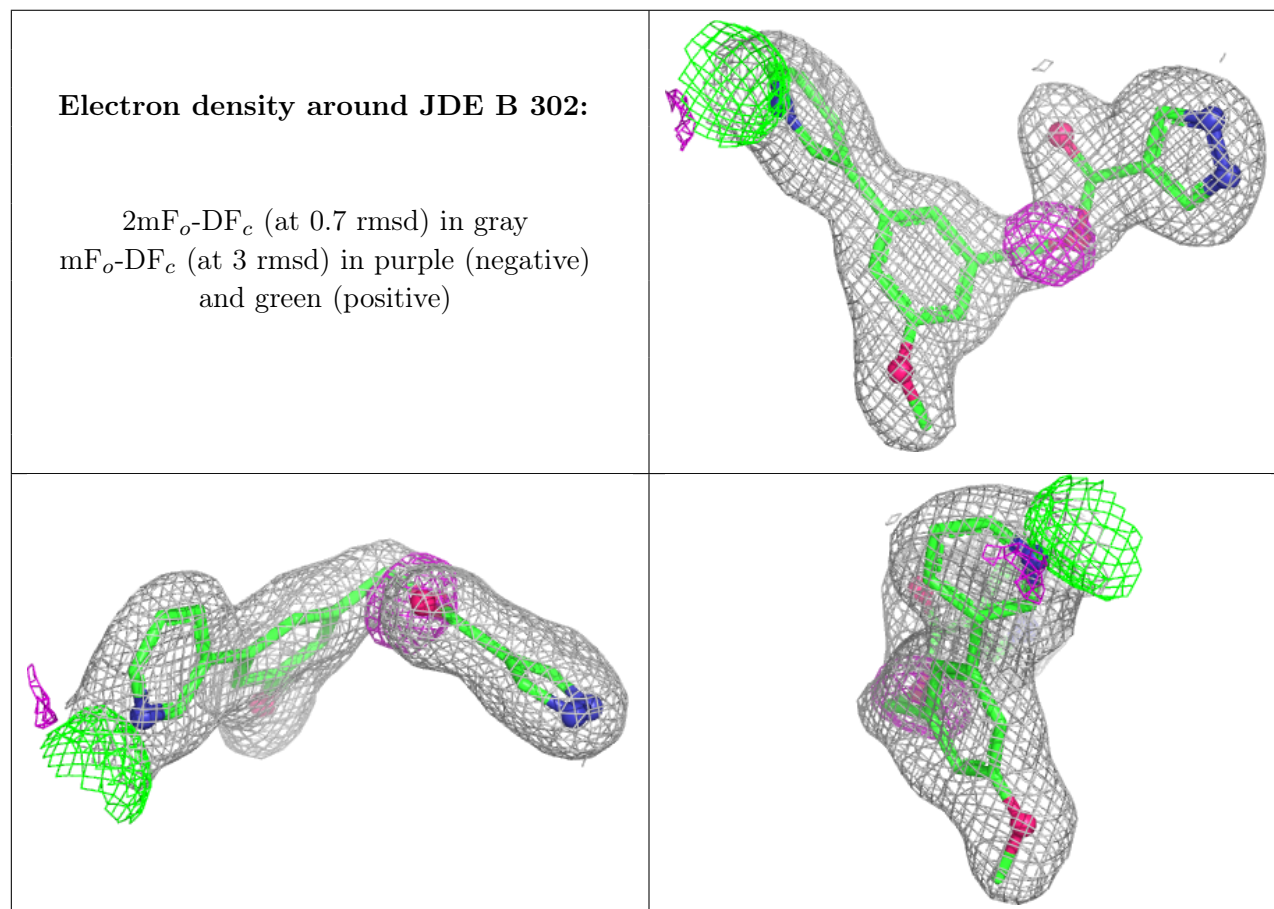 Electron density around JDE B 302:
2mFo-DFc (at 0.7 rmsd) in gray
mFo-DFc (at 3 rmsd) in purple (negative)
and green (positive)